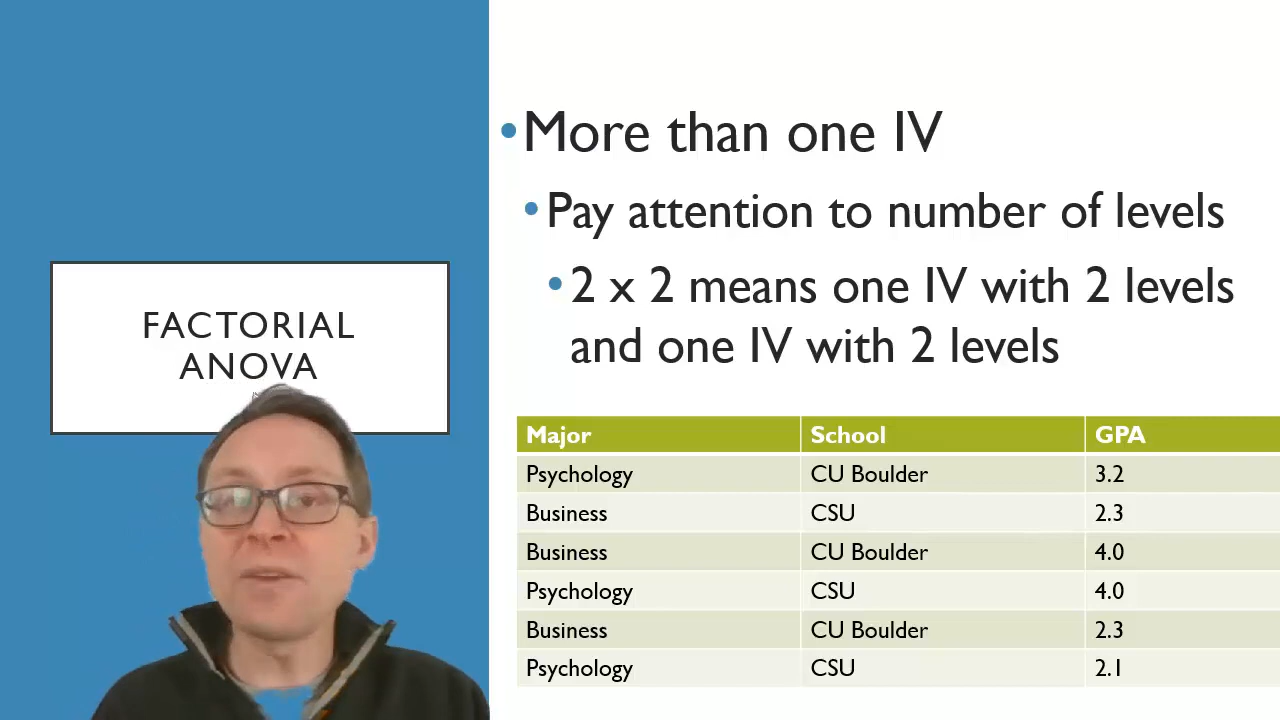 FACTORIAL
ANOVA
•More than one IV
•Pay attention to number of levels
•2 x 2 means one IV with 2 levels
and one IV with 2 levels
Major School GPA
Psychology CU Boulder 3.2
Business CSU 2.3
Business CU Boulder 4.0
Psychology CSU 4.0
Business CU Boulder 2.3
Psychology CSU 2.1